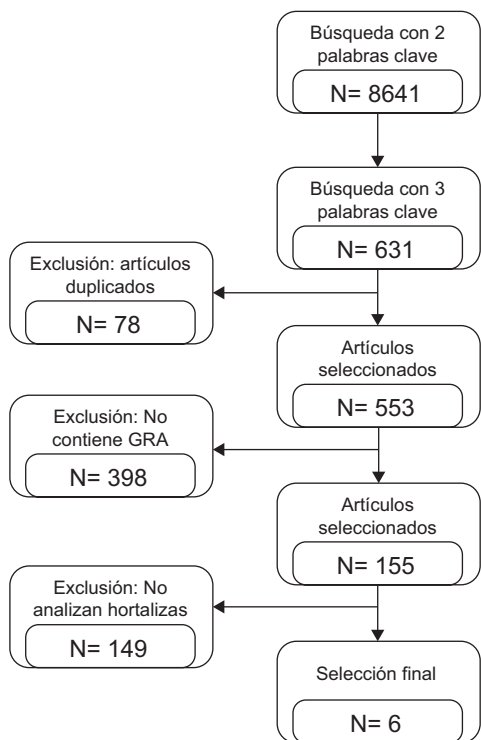 Búsqueda con 2
palabras clave
N= 8641
Búsqueda con 3
palabras clave
N= 631
Exclusión: artículos
duplicados
N= 78
Artículos
seleccionados
N= 553
Exclusión: No
contiene GRA
N= 398
Artículos
seleccionados
N= 155
Exclusión: No
analizan hortalizas
N= 149
Selección final
N= 6